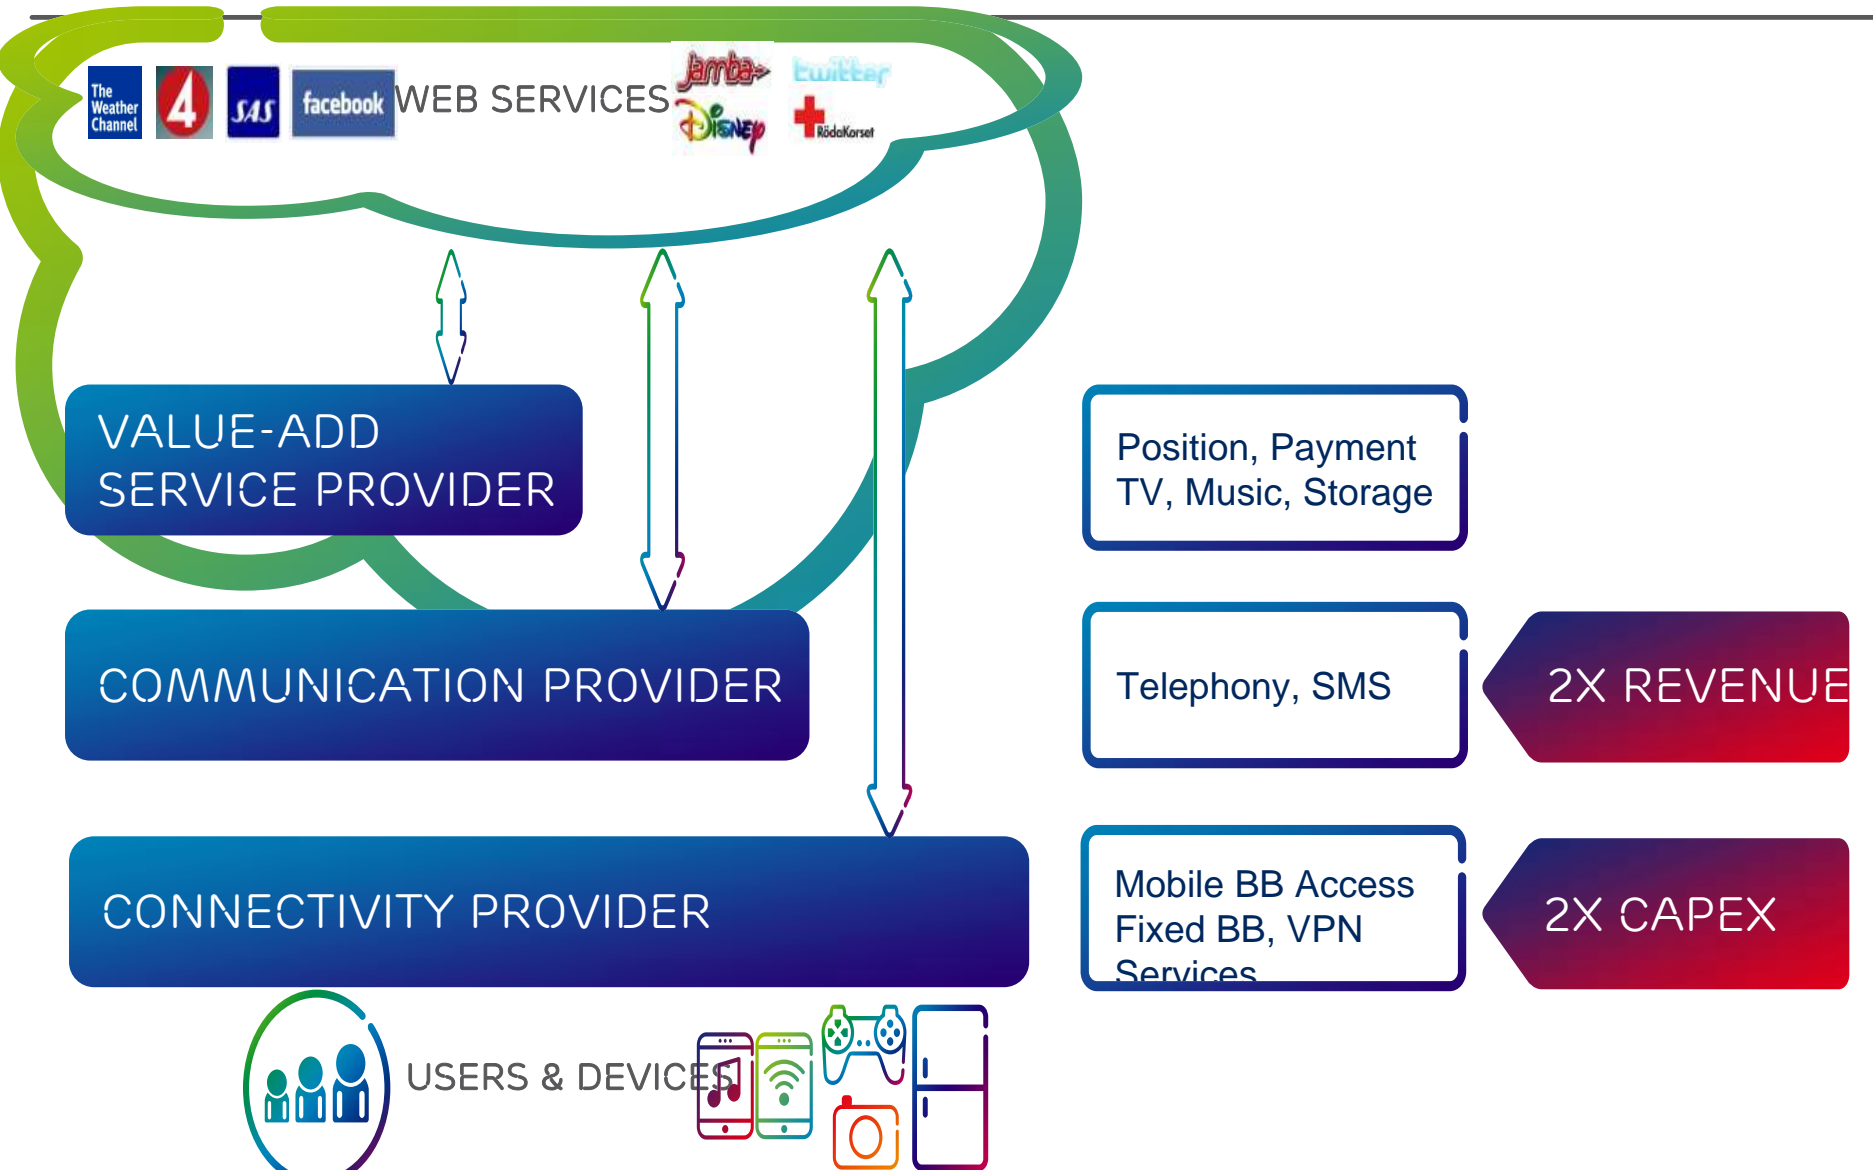 The
Weather
Channel
4
SAS
facebook
WEB SERVICES
Jamba
DISNEY
twitter
RödaKorset
VALUE-ADD
SERVICE PROVIDER
Position, Payment
TV, Music, Storage
COMMUNICATION PROVIDER
Telephony, SMS
2X REVENUE
CONNECTIVITY PROVIDER
Mobile BB Access
Fixed BB, VPN
Services
2X CAPEX
USERS & DEVICES